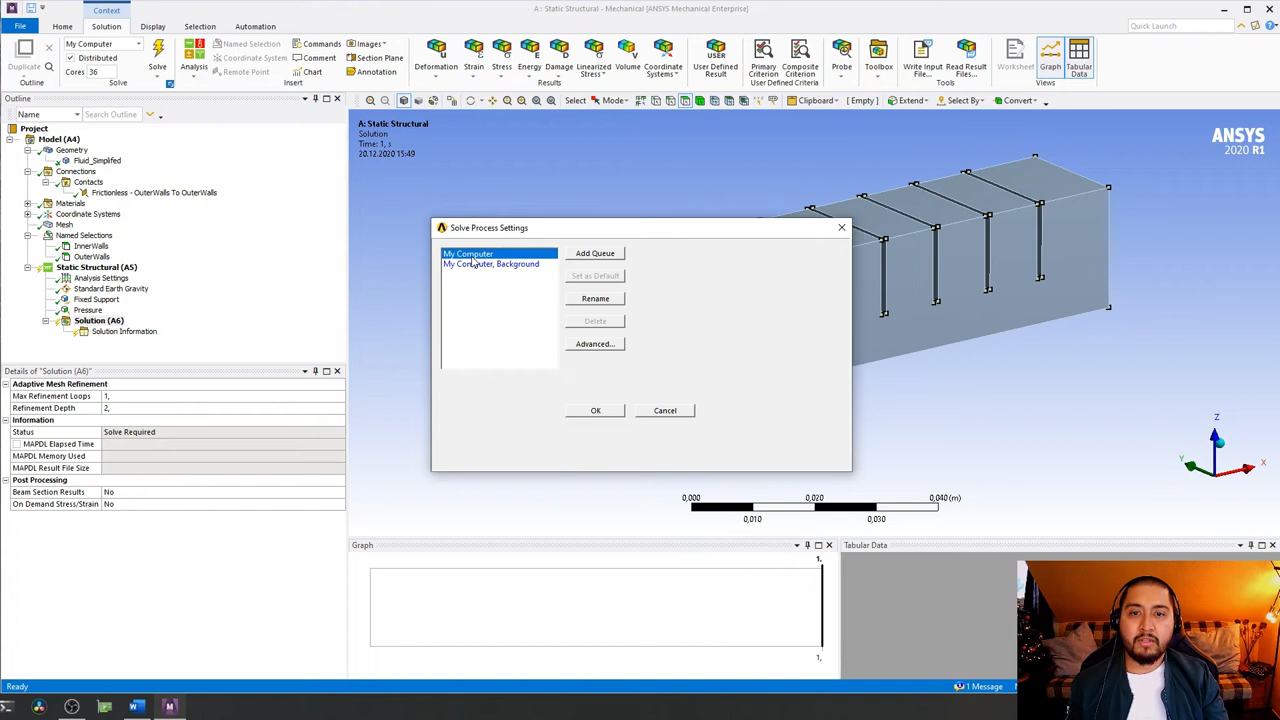 Context
A : Static Structural - Mechanical [ANSYS Mechanical Enterprise]
File
Home
Solution
Display
Selection
Automation
Quick Launch
Duplicate
Outline
My Computer
Distributed
Cores 36
Solve
Solve
Analysis
Named Selection
Coordinate System
Remote Point
Commands
Comment
Chart
Images
Section Plane
Annotation
Insert
Deformation
Strain
Stress
Energy
Damage
Linearized
Stress
Volume
Coordinate
Systems
Results
USER
Defined
Result
Primary
Criterion
Composite
Criterion
User Defined Criteria
Probe
Toolbox
Write Input
File...
Read Result
Files...
Tools
Worksheet
Graph
Tabular
Data
Views
Outline
Name
Search Outline
Select
Mode
Clipboard
[ Empty ]
Extend
Select By
Convert
Project
Model (A4)
Geometry
Fluid_Simplifed
Connections
Contacts
Frictionless - OuterWalls To OuterWalls
Materials
Coordinate Systems
Mesh
Named Selections
InnerWalls
OuterWalls
Static Structural (A5)
Analysis Settings
Standard Earth Gravity
Fixed Support
Pressure
Solution (A6)
Solution Information
Details of "Solution (A6)"
Adaptive Mesh Refinement
Max Refinement Loops 1,
Refinement Depth 2,
Information
Status Solve Required
MAPDL Elapsed Time
MAPDL Memory Used
MAPDL Result File Size
Post Processing
Beam Section Results No
On Demand Stress/Strain No
A: Static Structural
Solution
Time: 1, s
20.12.2020 15:49
ANSYS
2020 R1
Solve Process Settings
My Computer
My Computer, Background
Add Queue
Set as Default
Rename
Delete
Advanced...
OK
Cancel
Z
Y
X
0,000
0,020
0,040 (m)
0,010
0,030
Graph
1,
1,
Tabular Data
Ready
1 Message